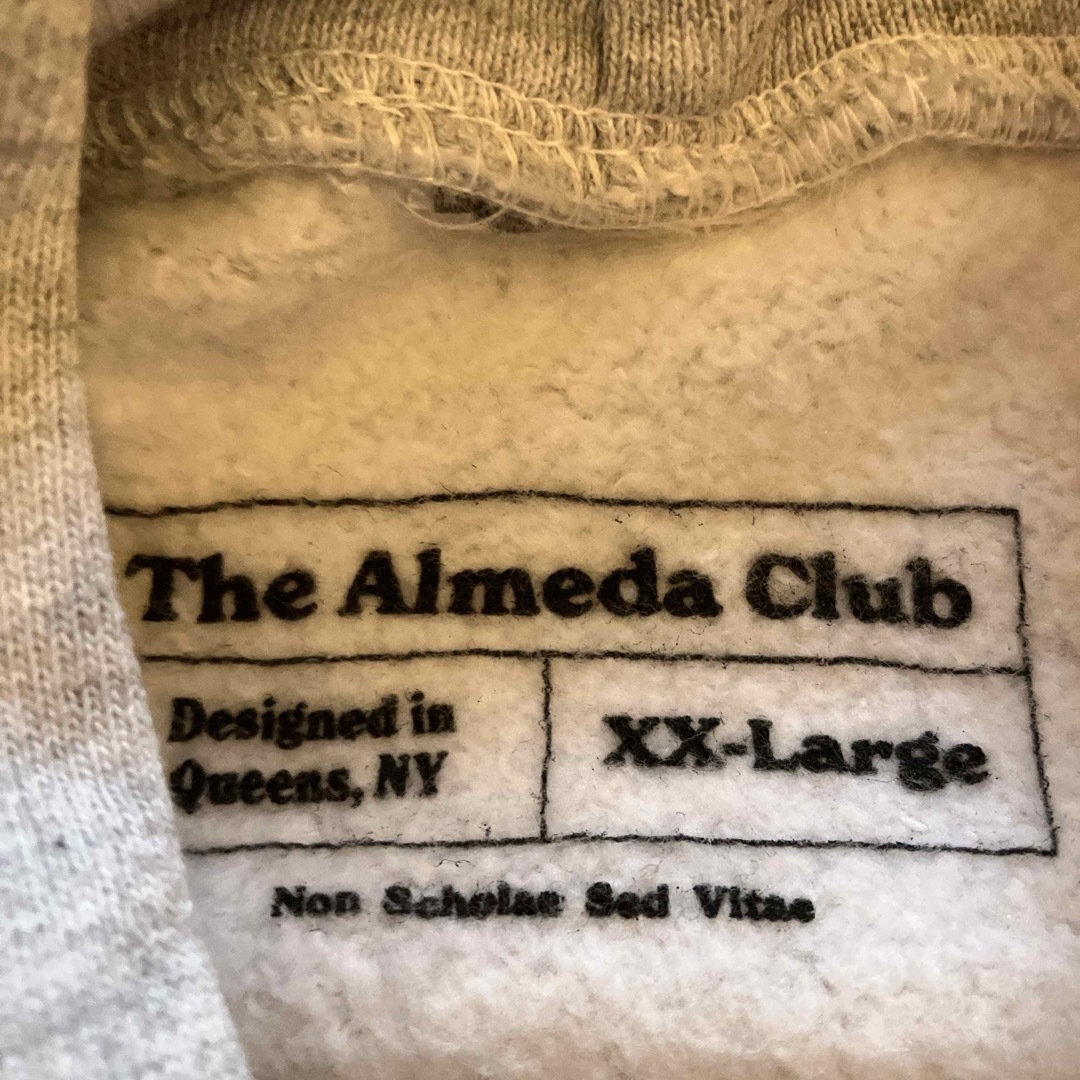 The Almeda Club
Designed in
Queens, NY
XX-Large
Non Scholae Sed Vitae